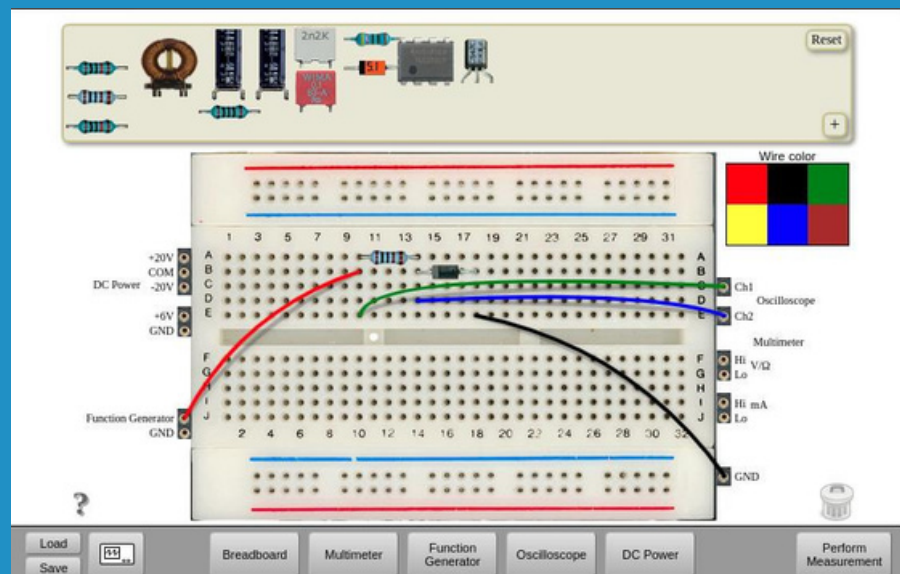 2n2K
Reset
5.1
WIMA
+
Wire color
1 3 5 7 9 11 13 15 17 19 21 23 25 27 29 31
+20V A A
COM B B
DC Power -20V C Ch1
D D Oscilloscope
+6V E E Ch2
GND
Multimeter
F F Hi V/Ω
G G Lo
H H
I Hi mA
Function Generator J J Lo
GND
2 4 6 8 10 12 14 16 18 20 22 24 26 28 30 32
? GND
Load
Save
Breadboard
Multimeter
Function
Generator
Oscilloscope
DC Power
Perform
Measurement